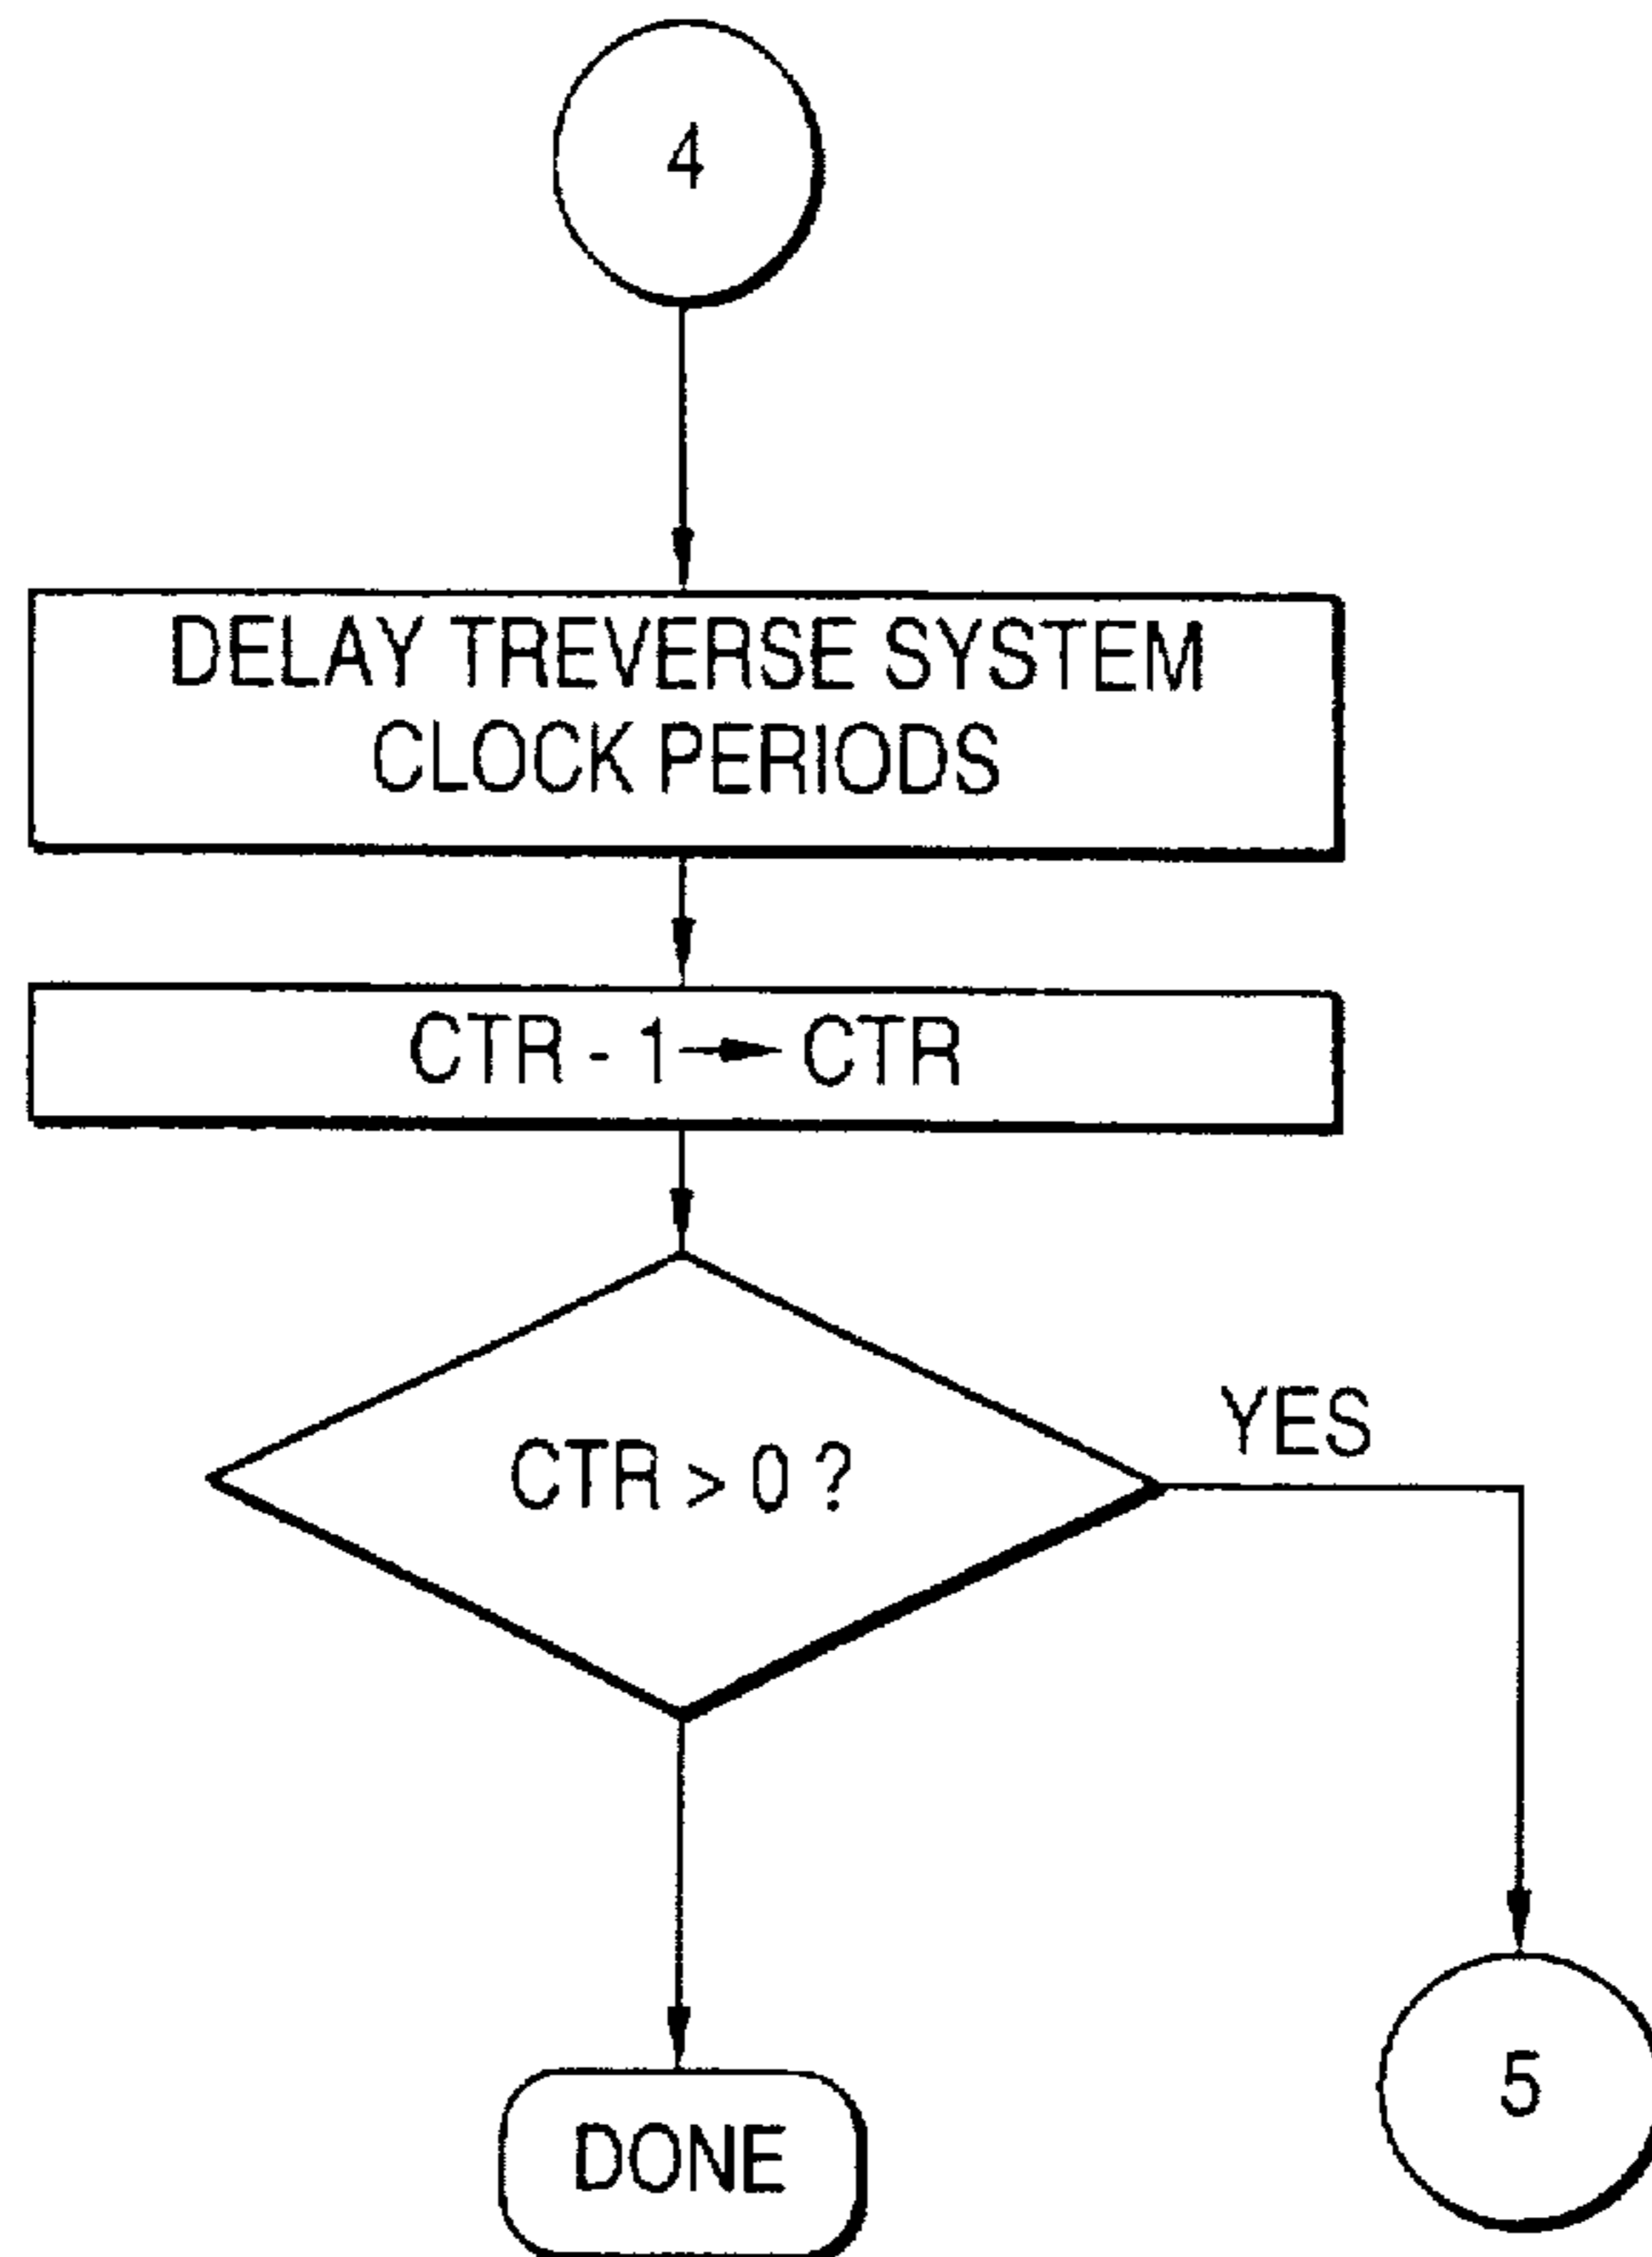 4
DELAY TREVERSE SYSTEM
CLOCK PERIODS
CTR - 1 → CTR
CTR > 0 ?
YES
DONE
5